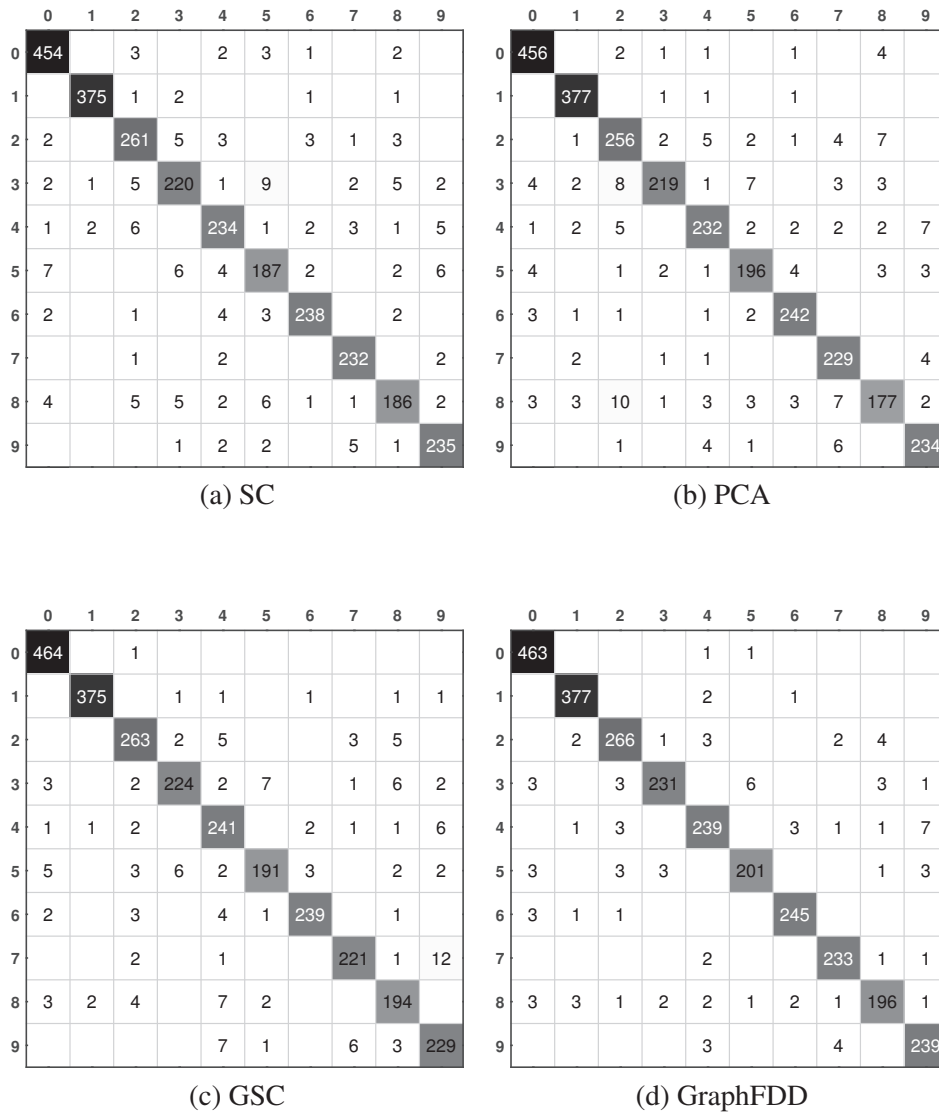 0 1 2 3 4 5 6 7 8 9
0 454 3 2 3 1 2
1 375 1 2 1 1
2 2 261 5 3 3 1 3
3 2 1 5 220 1 9 2 5 2
4 1 2 6 234 1 2 3 1 5
5 7 6 4 187 2 2 6
6 2 1 4 3 238 2
7 1 2 232 2
8 4 5 5 2 6 1 1 186 2
9 1 2 2 5 1 235
(a) SC
0 1 2 3 4 5 6 7 8 9
0 456 2 1 1 1 4
1 377 1 1 1
2 1 256 2 5 2 1 4 7
3 4 2 8 219 1 7 3 3
4 1 2 5 232 2 2 2 2 7
5 4 1 2 1 196 4 3 3
6 3 1 1 1 2 242
7 2 1 1 229 4
8 3 3 10 1 3 3 3 7 177 2
9 1 4 1 6 234
(b) PCA
0 1 2 3 4 5 6 7 8 9
0 464 1
1 375 1 1 1 1 1
2 263 2 5 3 5
3 3 2 224 2 7 1 6 2
4 1 1 2 241 2 1 1 6
5 5 3 6 2 191 3 2 2
6 2 3 4 1 239 1
7 2 1 221 1 12
8 3 2 4 7 2 194
9 7 1 6 3 229
(c) GSC
0 1 2 3 4 5 6 7 8 9
0 463 1 1
1 377 2 1
2 2 266 1 3 2 4
3 3 3 231 6 3 1
4 1 3 239 3 1 1 7
5 3 3 3 201 1 3
6 3 1 1 245
7 2 233 1 1
8 3 3 1 2 2 1 2 1 196 1
9 3 4 239
(d) GraphFDD